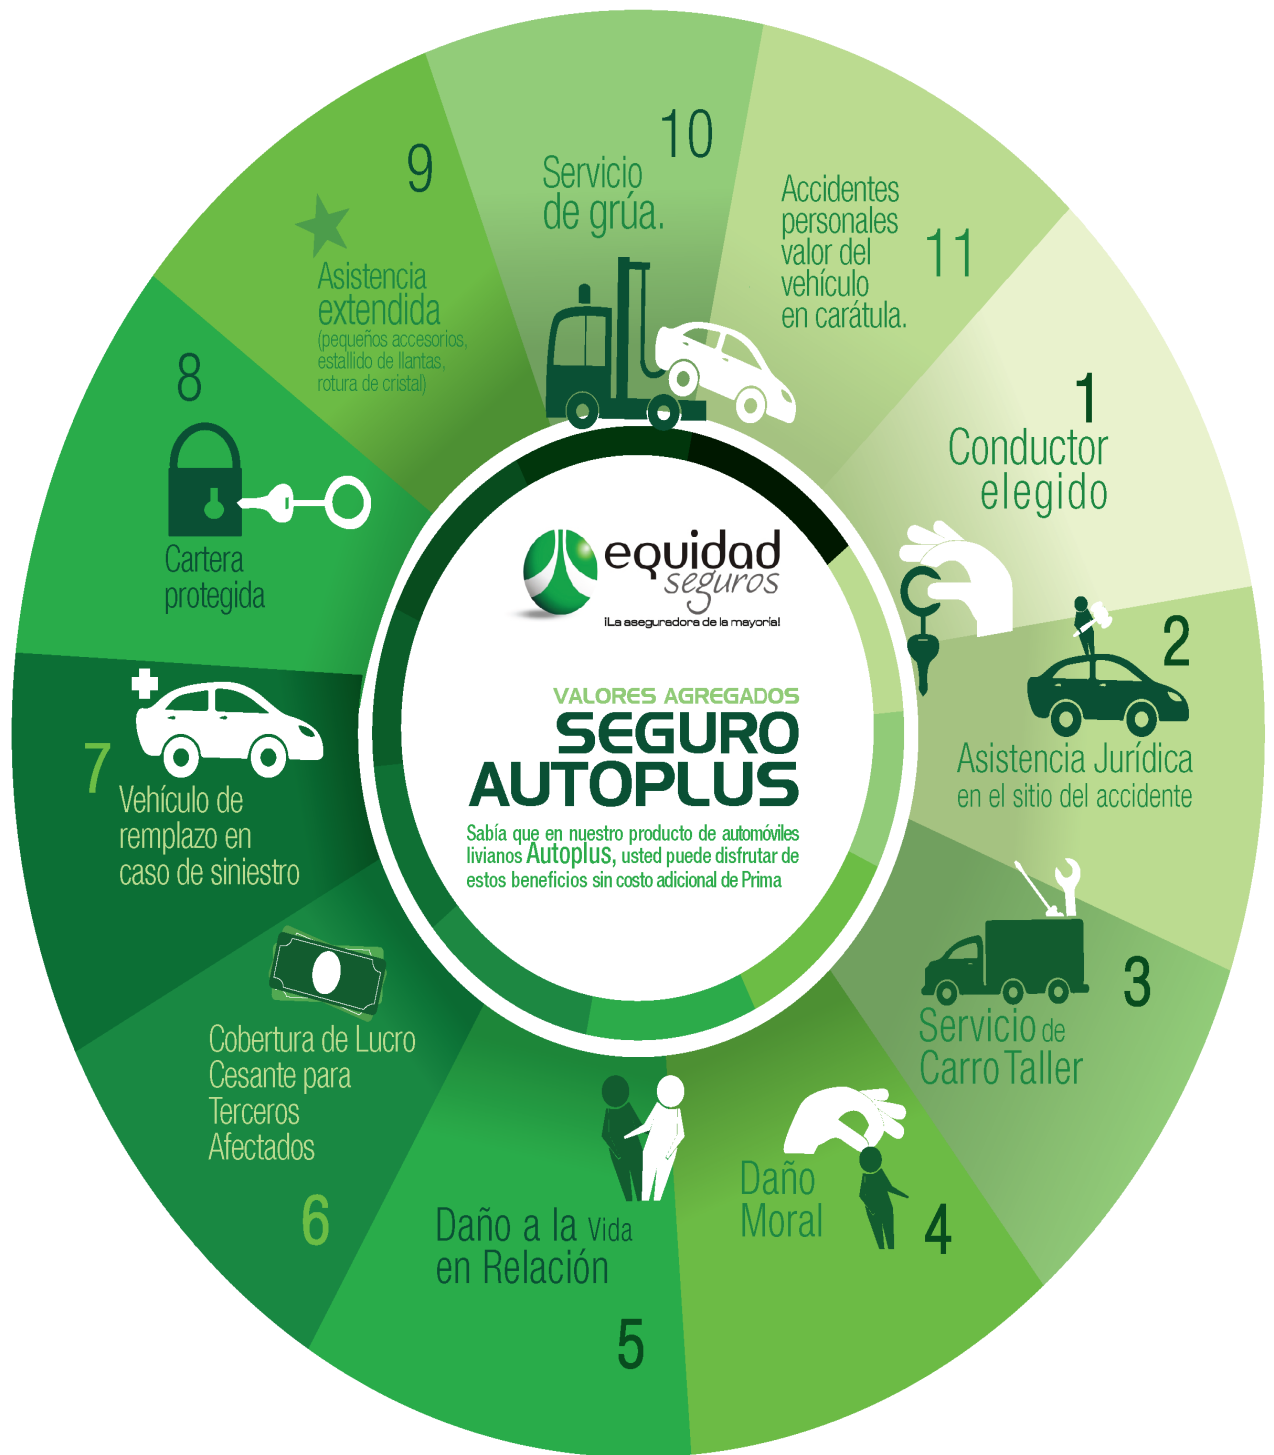 equidad
seguros
¡La aseguradora de la mayoría!
VALORES AGREGADOS
SEGURO
AUTOPLUS
Sabía que en nuestro producto de automóviles
livianos Autoplus, usted puede disfrutar de
estos beneficios sin costo adicional de Prima
1
Conductor
elegido
2
Asistencia Jurídica
en el sitio del accidente
3
Servicio de
Carro Taller
4
Daño
Moral
5
Daño a la Vida
en Relación
6
Cobertura de Lucro
Cesante para
Terceros
Afectados
7
Vehículo de
remplazo en
caso de siniestro
8
Cartera
protegida
9
Asistencia
extendida
(pequeños accesorios,
estallido de llantas,
rotura de cristal)
10
Servicio
de grúa.
11
Accidentes
personales
valor del
vehículo
en carátula.